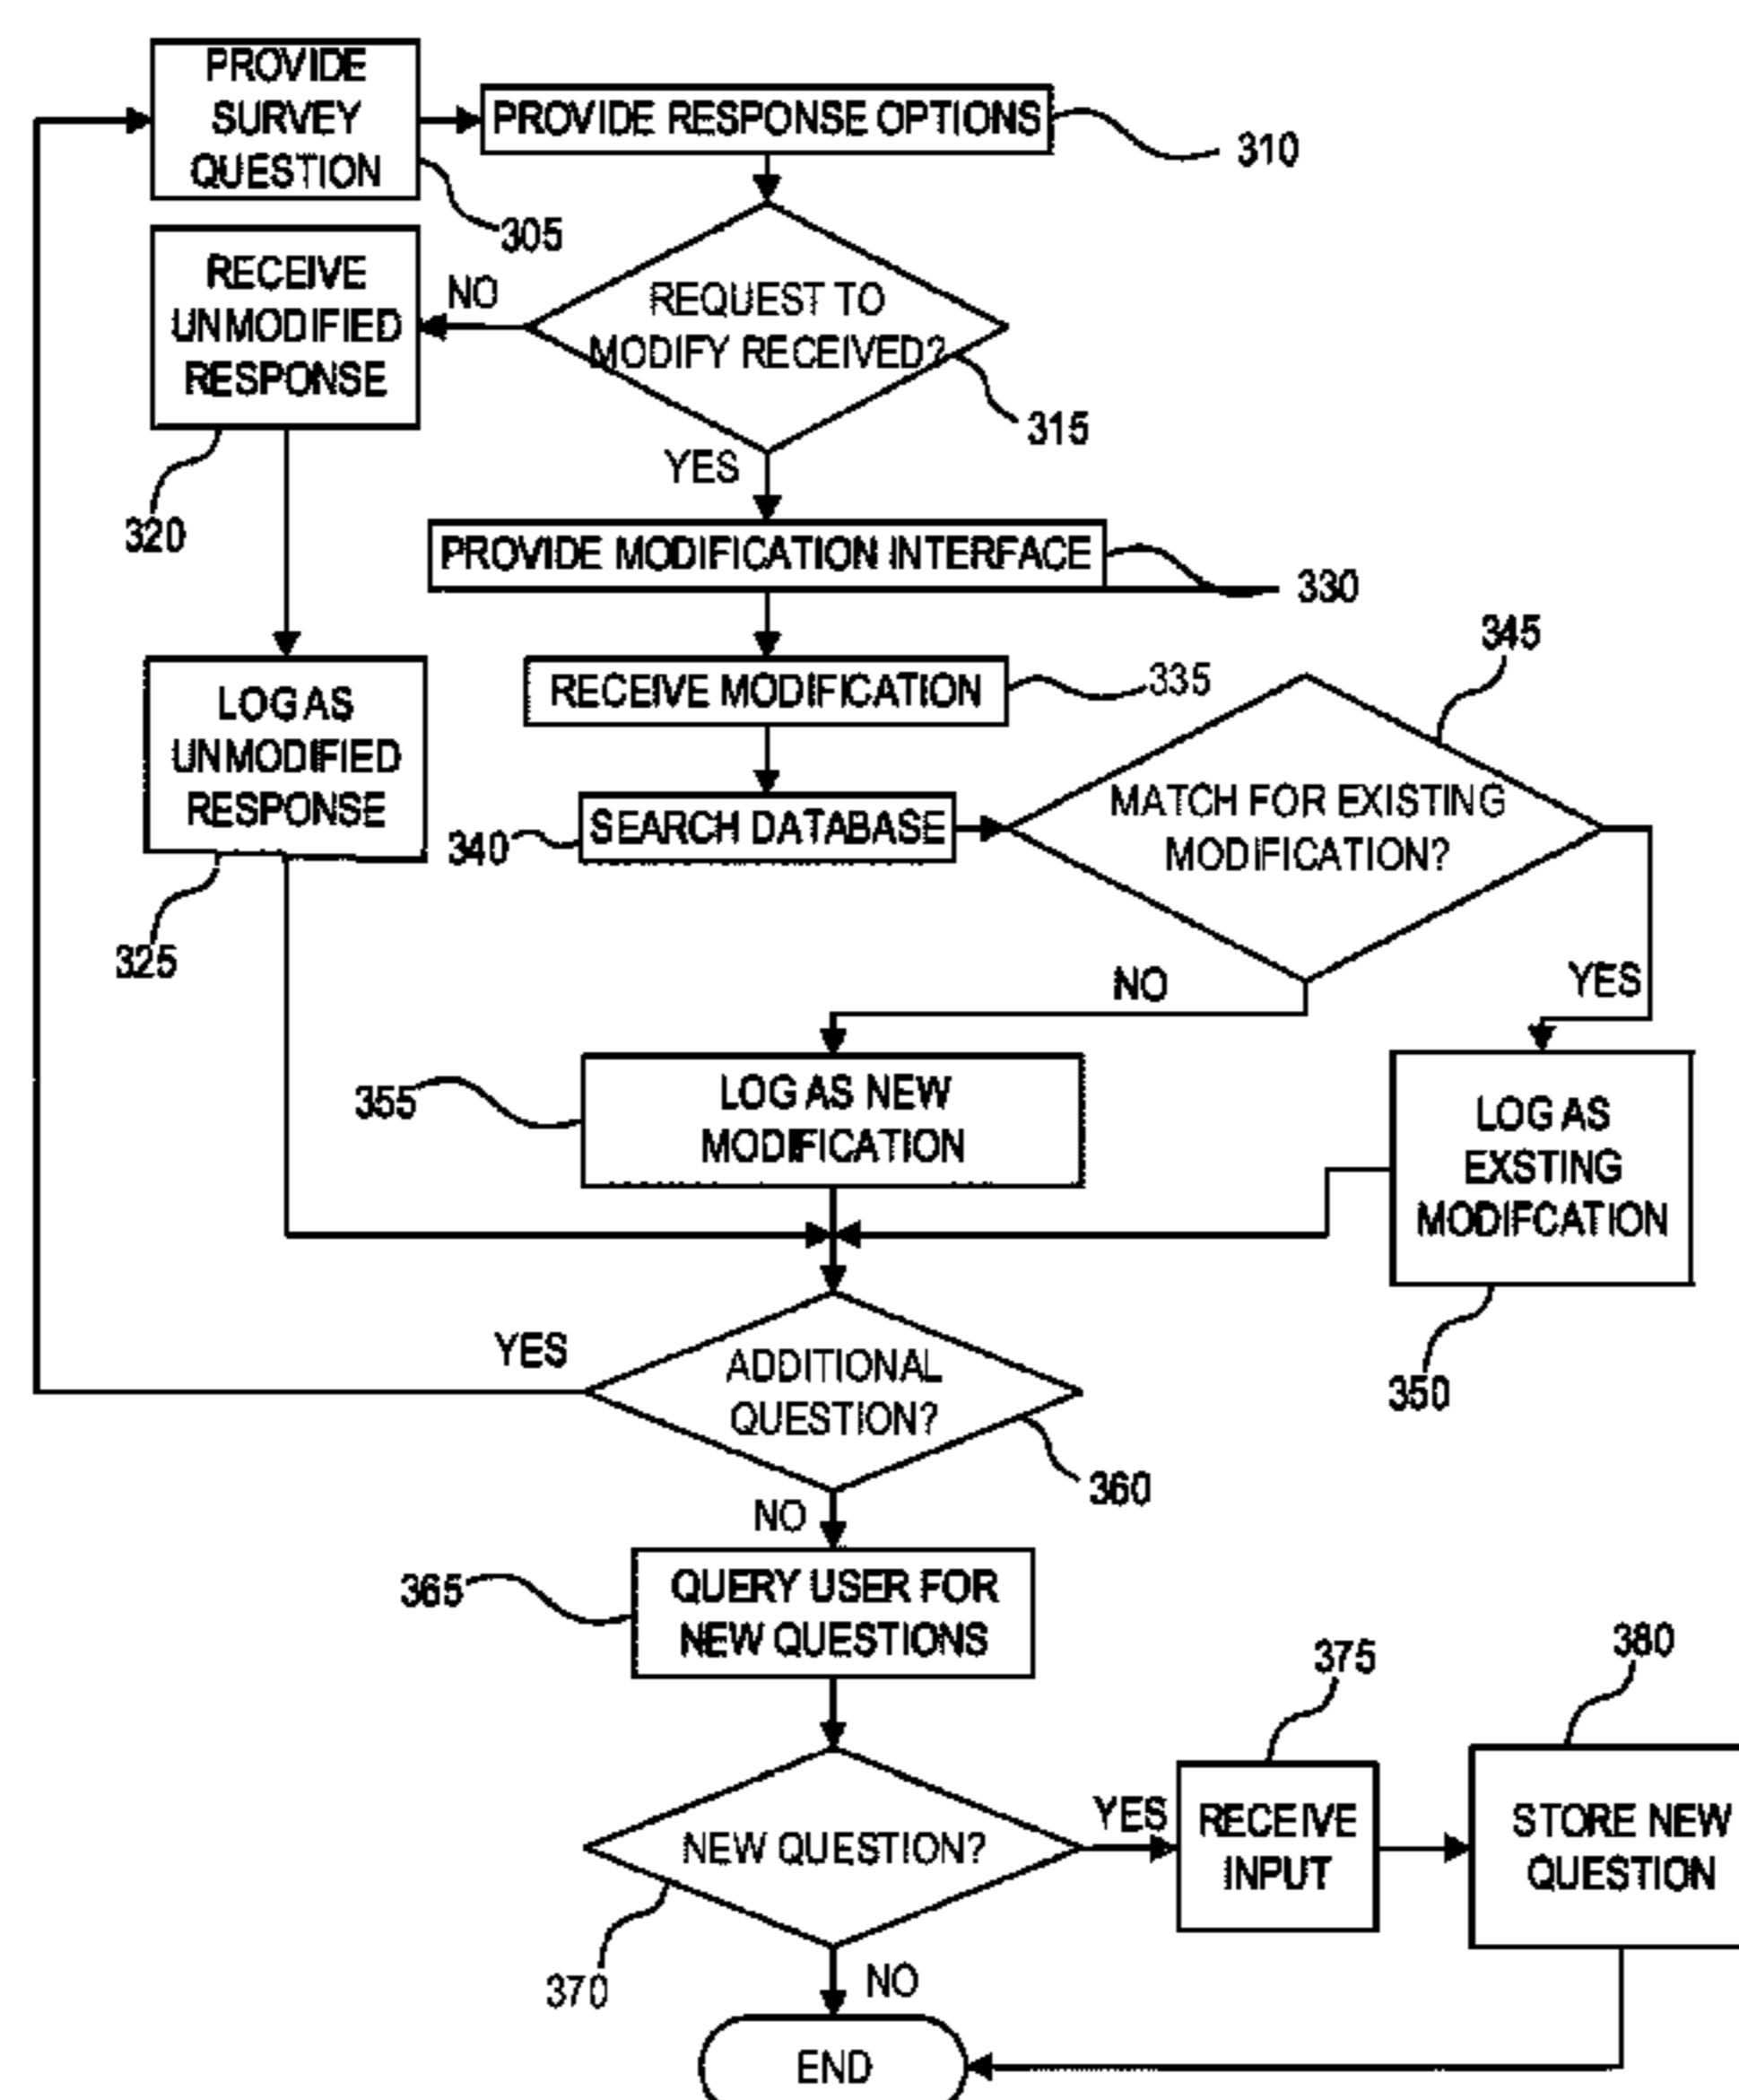 PROVIDE
SURVEY
QUESTION
305
PROVIDE RESPONSE OPTIONS
310
REQUEST TO
MODIFY RECEIVED?
315
NO
RECEIVE
UNMODIFIED
RESPONSE
320
YES
PROVIDE MODIFICATION INTERFACE
330
LOG AS
UNMODIFIED
RESPONSE
325
RECEIVE MODIFICATION
335
340
SEARCH DATABASE
345
MATCH FOR EXISTING
MODIFICATION?
NO
YES
355
LOG AS NEW
MODIFICATION
LOG AS
EXSTING
MODIFCATION
350
YES
ADDITIONAL
QUESTION?
360
NO
365
QUERY USER FOR
NEW QUESTIONS
NEW QUESTION?
370
YES
375
RECEIVE
INPUT
380
STORE NEW
QUESTION
NO
END